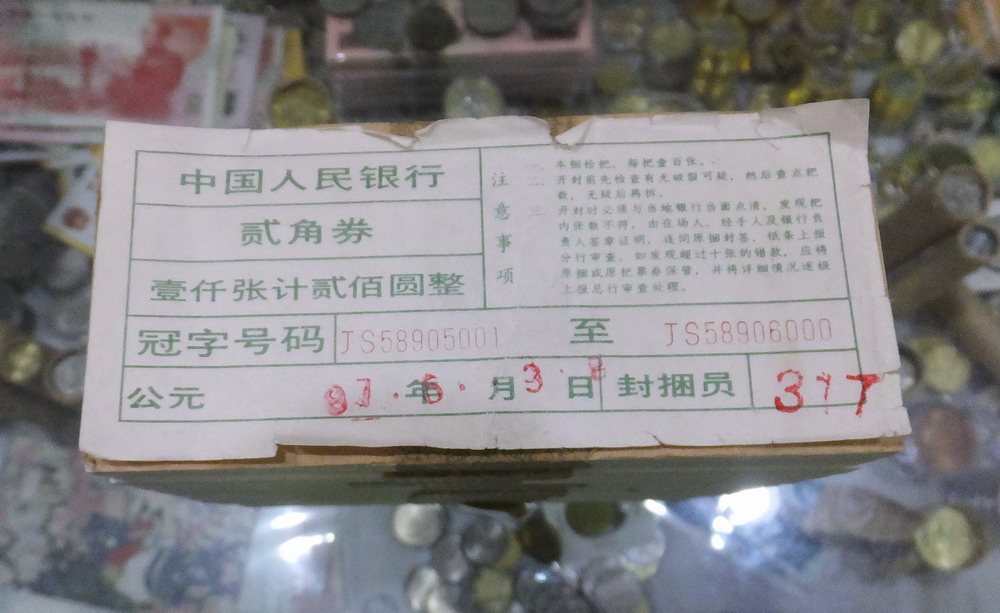 中国人民银行
贰角券
壹仟张计贰佰圆整
注意事项
一、本捆拾把，每把壹百张。
二、开封前先检查有无破裂可疑，然后查点把
数，无疑后再拆。
三、开封时必须与当地银行当面点清，发现把
内张数不符，由在场人、经手人及银行负
责人签章证明，连同原捆封签、纸条上报
分行审查。如发现超过十张的错款，应将
原捆或原把票券保管，并将详细情况逐级
上报总行审查处理。
冠字号码 JS58905001 至 JS58906000
公元 年 月 日 封捆员 377